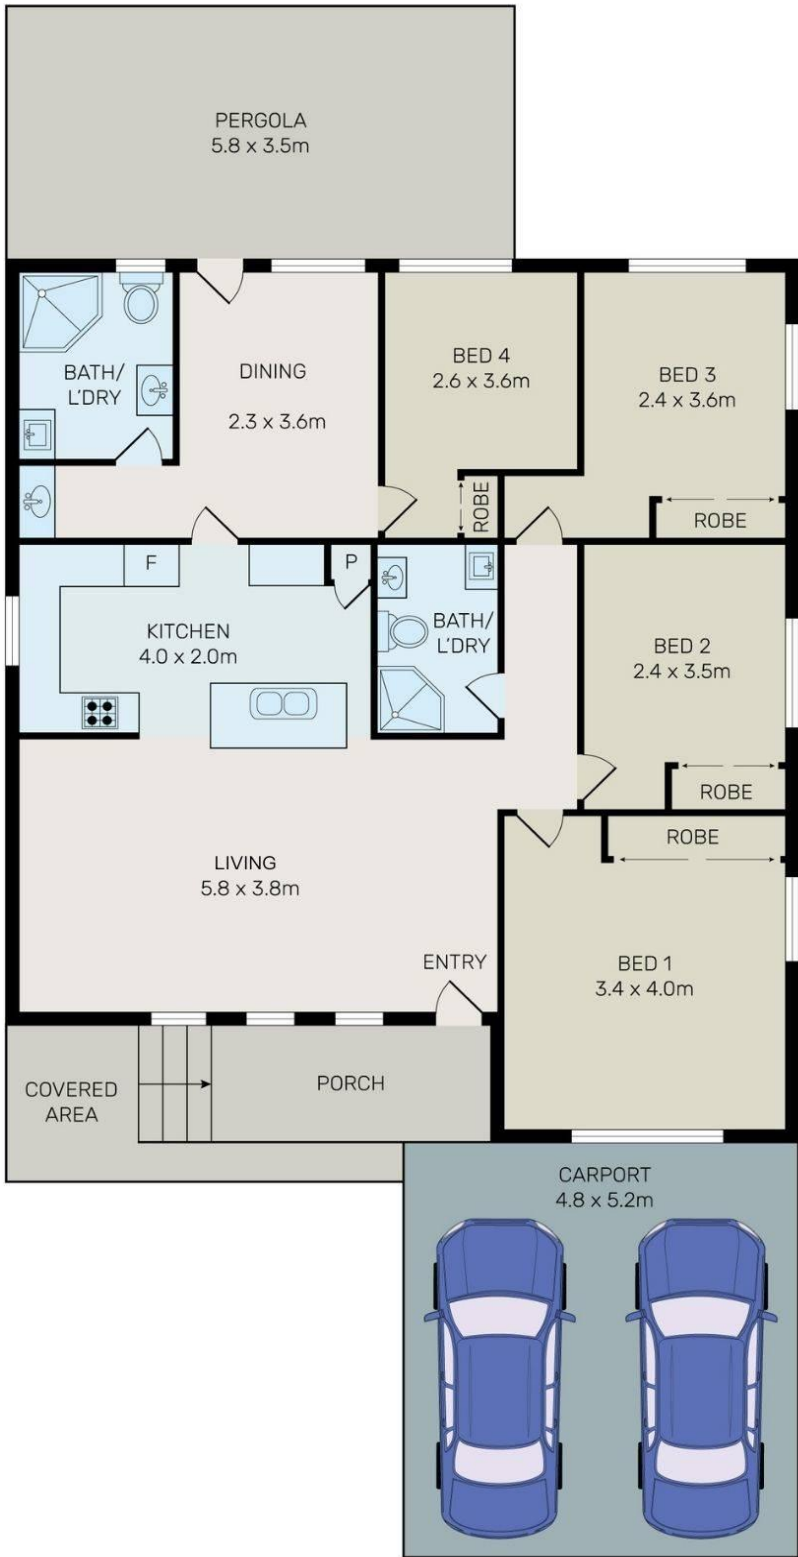 PERGOLA
5.8 x 3.5m
BATH/
L'DRY
DINING
2.3 x 3.6m
BED 4
2.6 x 3.6m
ROBE
BED 3
2.4 x 3.6m
ROBE
F
P
KITCHEN
4.0 x 2.0m
BATH/
L'DRY
BED 2
2.4 x 3.5m
ROBE
ROBE
LIVING
5.8 x 3.8m
ENTRY
BED 1
3.4 x 4.0m
COVERED
AREA
PORCH
CARPORT
4.8 x 5.2m